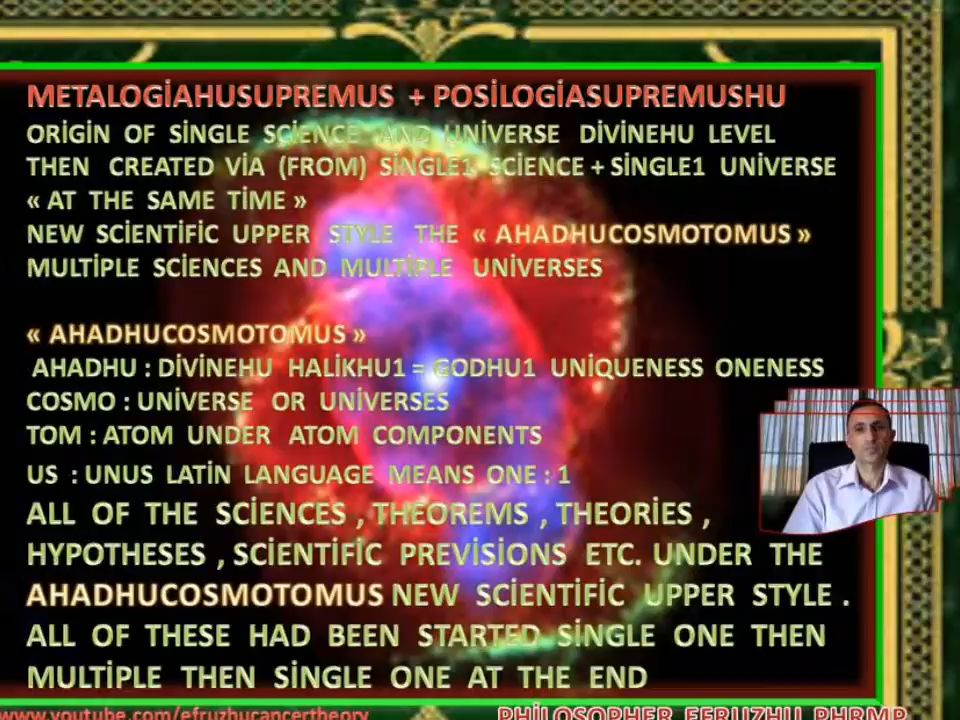 METALOGİAHUSUPREMUS + POSİLOGİASUPREMUSHU
ORİGİN OF SİNGLE SCİENCE AND UNİVERSE DİVİNEHU LEVEL
THEN CREATED VİA (FROM) SİNGLE1 SCİENCE + SİNGLE1 UNIVERSE
« AT THE SAME TİME »
NEW SCİENTİFİC UPPER STYLE THE « AHADHUCOSMOTOMUS »
MULTİPLE SCİENCES AND MULTİPLE UNİVERSES
« AHADHUCOSMOTOMUS »
AHADHU : DİVİNEHU HALİKHU1 = GODHU1 UNİQUENESS ONENESS
COSMO : UNİVERSE OR UNİVERSES
TOM : ATOM UNDER ATOM COMPONENTS
US : UNUS LATİN LANGUAGE MEANS ONE : 1
ALL OF THE SCİENCES , THEOREMS , THEORİES ,
HYPOTHESES , SCİENTİFİC PREVİSİONS ETC. UNDER THE
AHADHUCOSMOTOMUS NEW SCİENTİFİC UPPER STYLE .
ALL OF THESE HAD BEEN STARTED SİNGLE ONE THEN
MULTİPLE THEN SİNGLE ONE AT THE END
www.youtube.com/efruzhucancertheory
PHİLOSOPHER EFRUZHU PHRMP